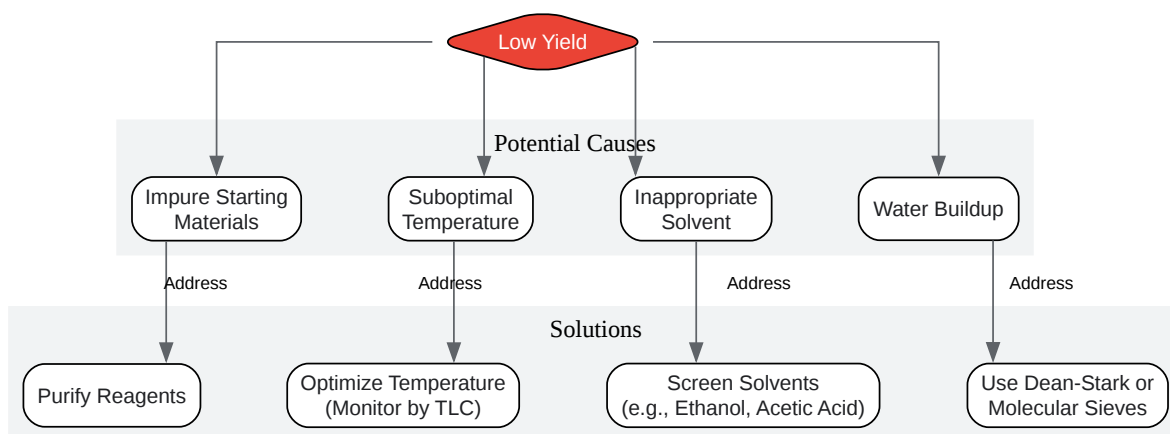 Low Yield
Potential Causes
Impure Starting
Materials
Suboptimal
Temperature
Inappropriate
Solvent
Water Buildup
Address
Address
Address
Address
Solutions
Purify Reagents
Optimize Temperature
(Monitor by TLC)
Screen Solvents
(e.g., Ethanol, Acetic Acid)
Use Dean-Stark or
Molecular Sieves